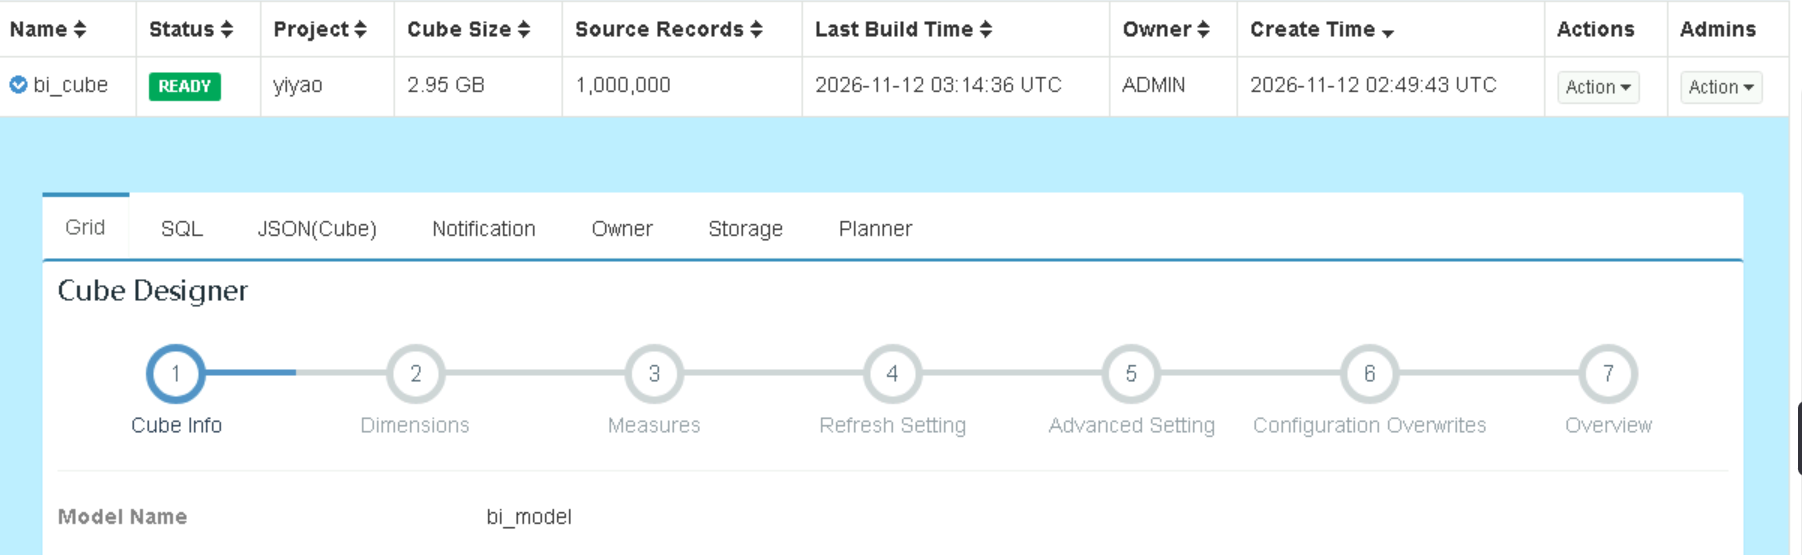 Name Status Project Cube Size Source Records Last Build Time Owner Create Time Actions Admins
bi_cube READY yiyao 2.95 GB 1,000,000 2026-11-12 03:14:36 UTC ADMIN 2026-11-12 02:49:43 UTC Action Action
Grid SQL JSON(Cube) Notification Owner Storage Planner
Cube Designer
1 2 3 4 5 6 7
Cube Info Dimensions Measures Refresh Setting Advanced Setting Configuration Overwrites Overview
Model Name bi_model